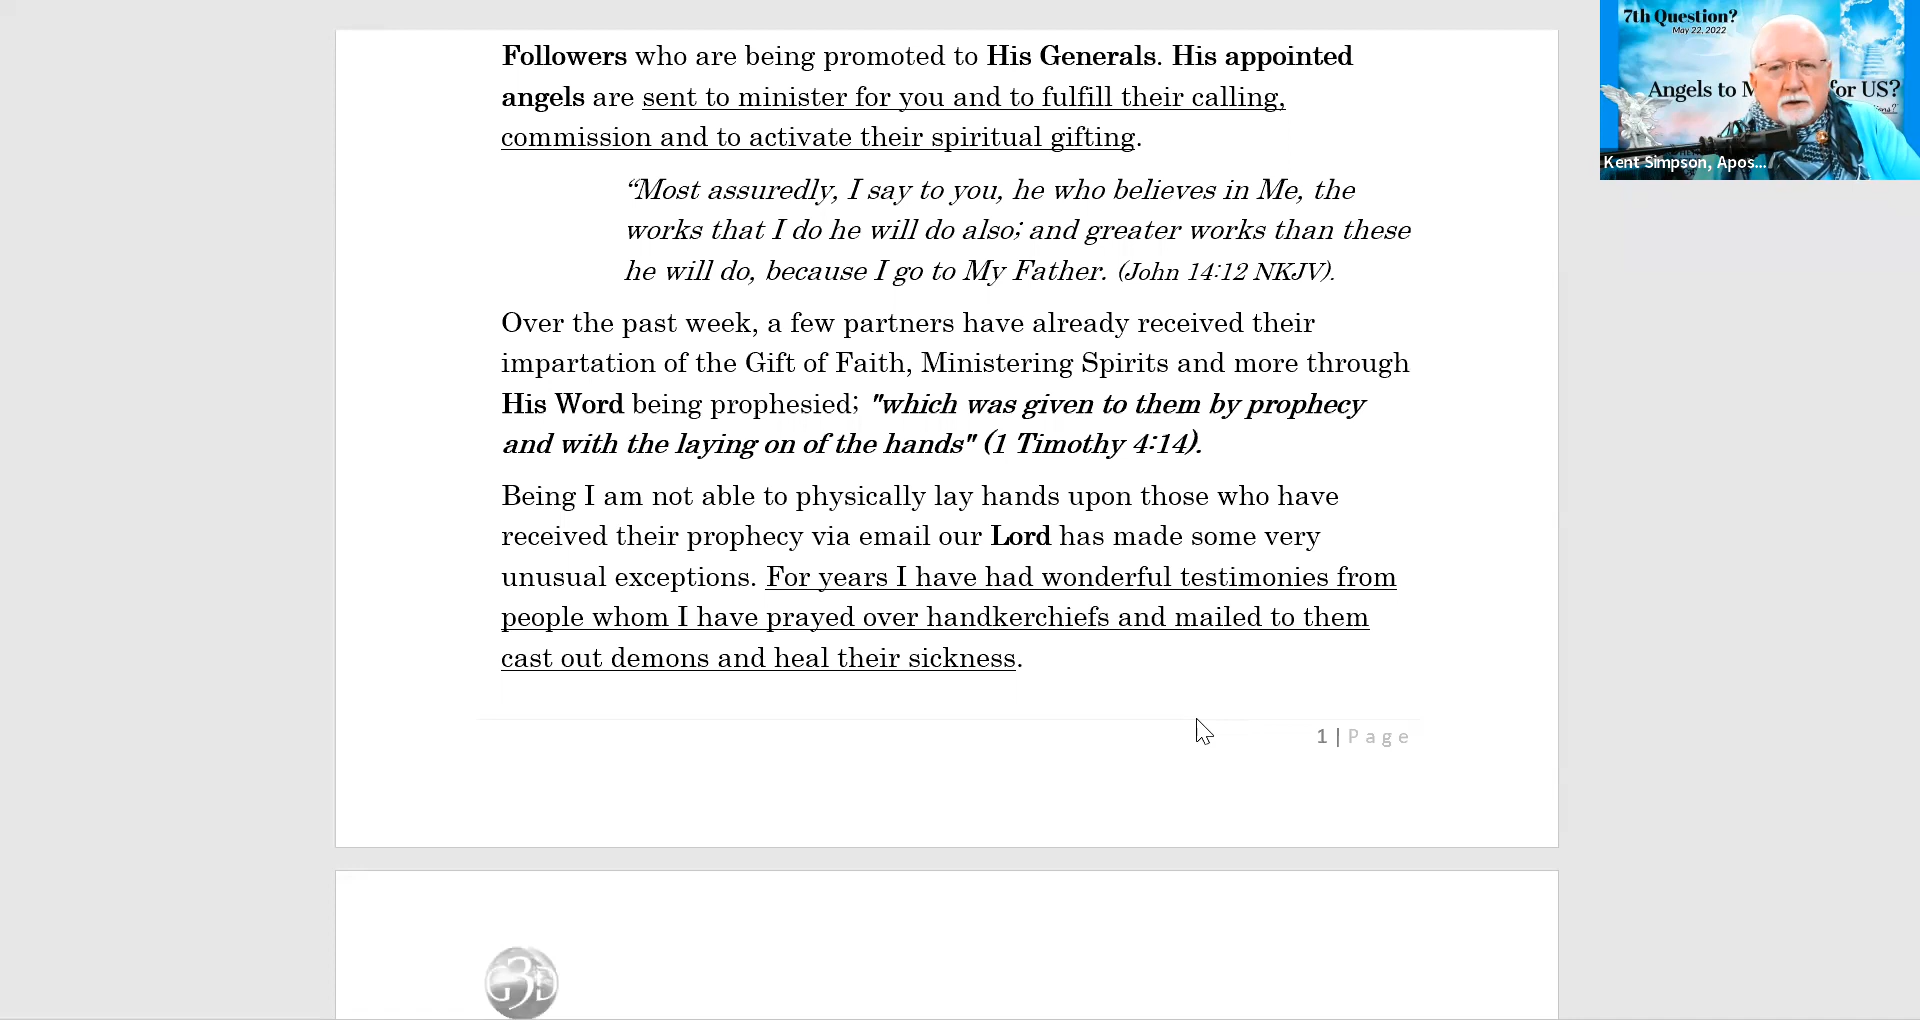 Followers who are being promoted to His Generals. His appointed
angels are sent to minister for you and to fulfill their calling,
commission and to activate their spiritual gifting.
“Most assuredly, I say to you, he who believes in Me, the
works that I do he will do also; and greater works than these
he will do, because I go to My Father. (John 14:12 NKJV).
Over the past week, a few partners have already received their
impartation of the Gift of Faith, Ministering Spirits and more through
His Word being prophesied; "which was given to them by prophecy
and with the laying on of the hands" (1 Timothy 4:14).
Being I am not able to physically lay hands upon those who have
received their prophecy via email our Lord has made some very
unusual exceptions. For years I have had wonderful testimonies from
people whom I have prayed over handkerchiefs and mailed to them
cast out demons and heal their sickness.
1 | Page
G3D
7th Question?
May 22, 2022
Angels to M for US?
Kent Simpson, Apos...